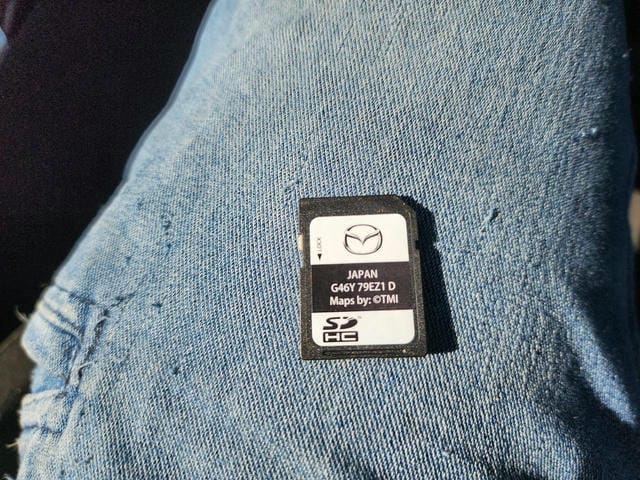 LOCK
JAPAN
G46Y 79EZ1 D
Maps by: ©TMI
SD
HC